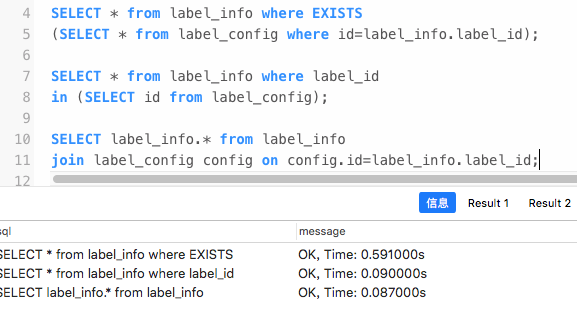 4 SELECT * from label_info where EXISTS
5 (SELECT * from label_config where id=label_info.label_id);
6
7 SELECT * from label_info where label_id
8 in (SELECT id from label_config);
9
10 SELECT label_info.* from label_info
11 join label_config config on config.id=label_info.label_id;
12
信息 Result 1 Result 2
sql message
SELECT * from label_info where EXISTS OK, Time: 0.591000s
SELECT * from label_info where label_id OK, Time: 0.090000s
SELECT label_info.* from label_info OK, Time: 0.087000s